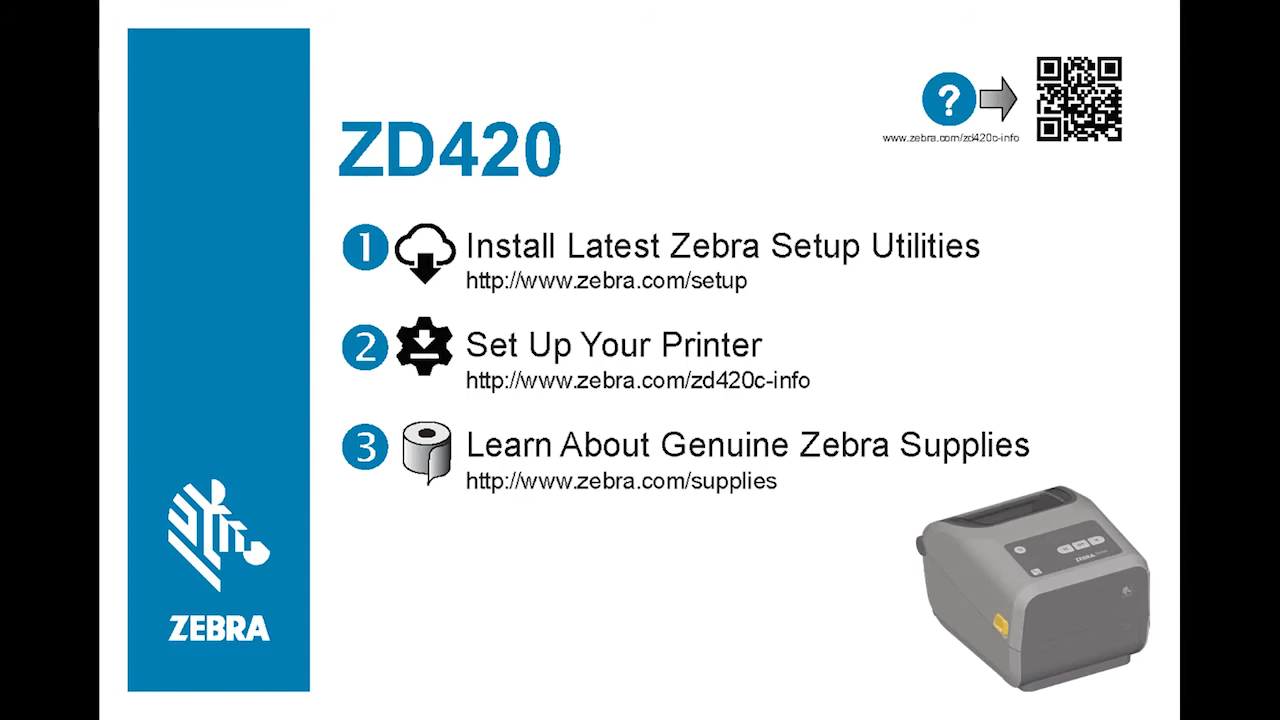 ?
www.zebra.com/zd420c-info
ZD420
1 Install Latest Zebra Setup Utilities
http://www.zebra.com/setup
2 Set Up Your Printer
http://www.zebra.com/zd420c-info
3 Learn About Genuine Zebra Supplies
http://www.zebra.com/supplies
ZEBRA
ZEBRA